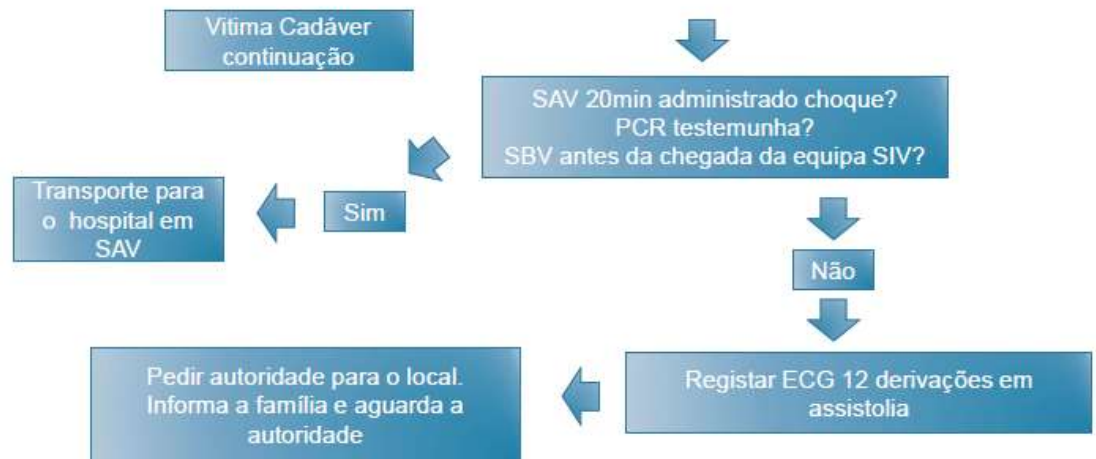 Vitima Cadáver
continuação
SAV 20min administrado choque?
PCR testemunha?
SBV antes da chegada da equipa SIV?
Sim
Transporte para
o hospital em
SAV
Não
Registar ECG 12 derivações em
assistolia
Pedir autoridade para o local.
Informa a família e aguarda a
autoridade